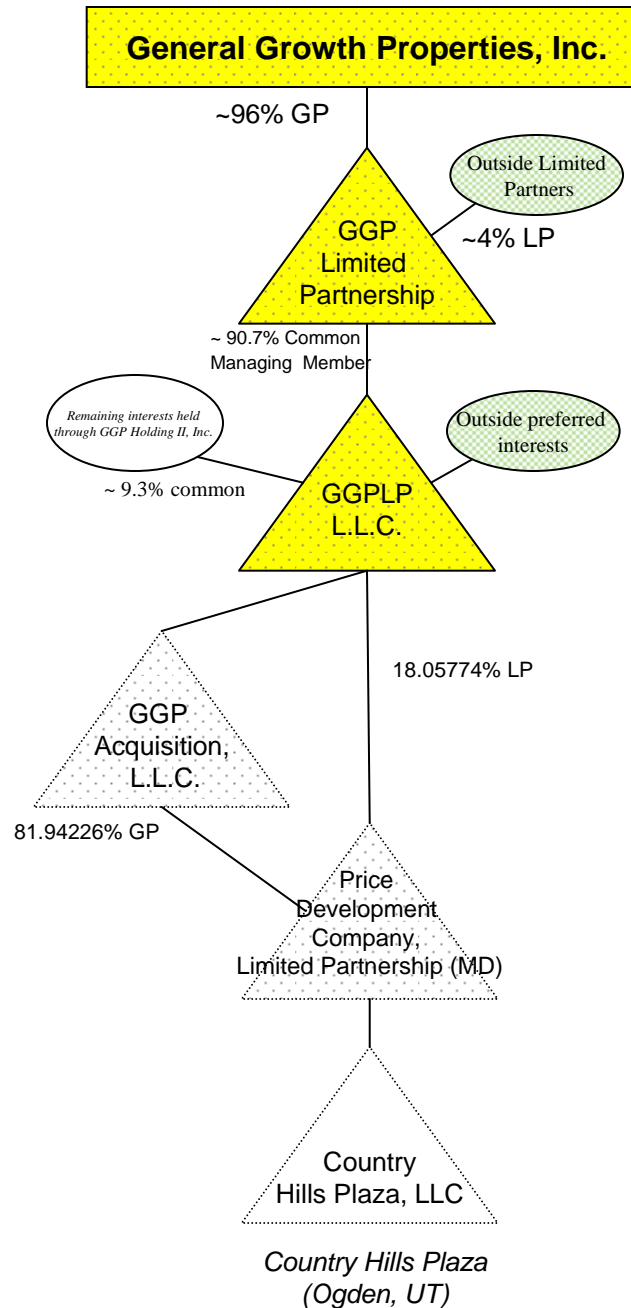 General Growth Properties, Inc.
~96% GP
Outside Limited
Partners
GGP
Limited
Partnership
~4% LP
~ 90.7% Common
Managing Member
Remaining interests held
through GGP Holding II, Inc.
Outside preferred
interests
~ 9.3% common
GGPLP
L.L.C.
18.05774% LP
GGP
Acquisition,
L.L.C.
81.94226% GP
Price
Development
Company,
Limited Partnership (MD)
Country
Hills Plaza, LLC
Country Hills Plaza
(Ogden, UT)